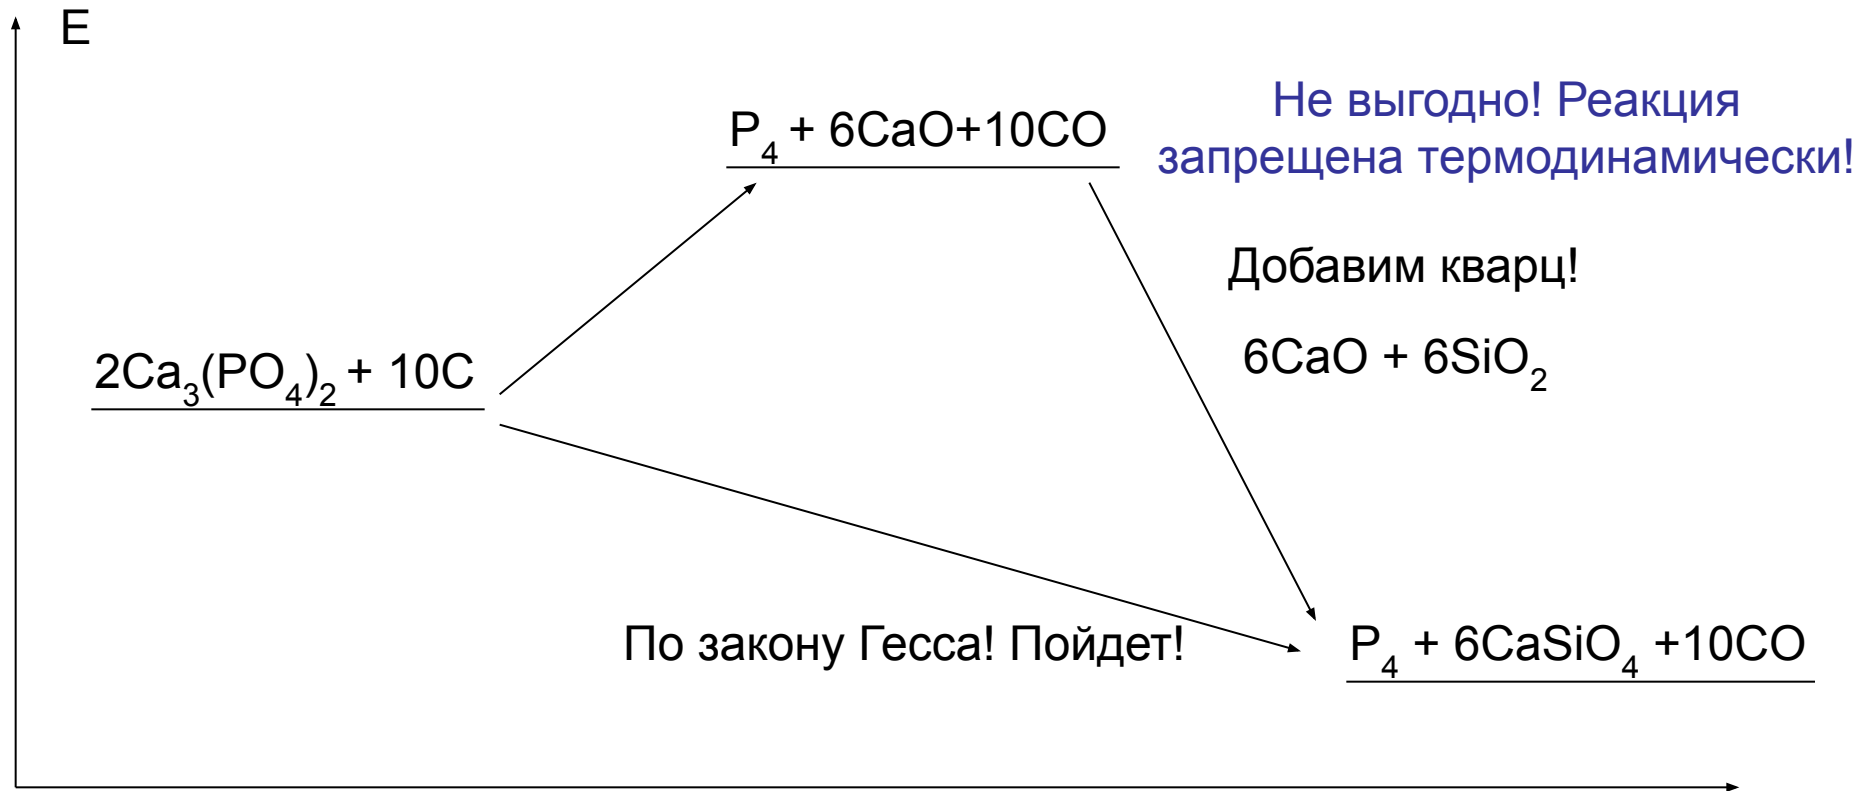 E
P₄ + 6CaO+10CO
Не выгодно! Реакция
запрещена термодинамически!
Добавим кварц!
6CaO + 6SiO₂
2Ca₃(PO₄)₂ + 10C
По закону Гесса! Пойдет!
P₄ + 6CaSiO₄ +10CO